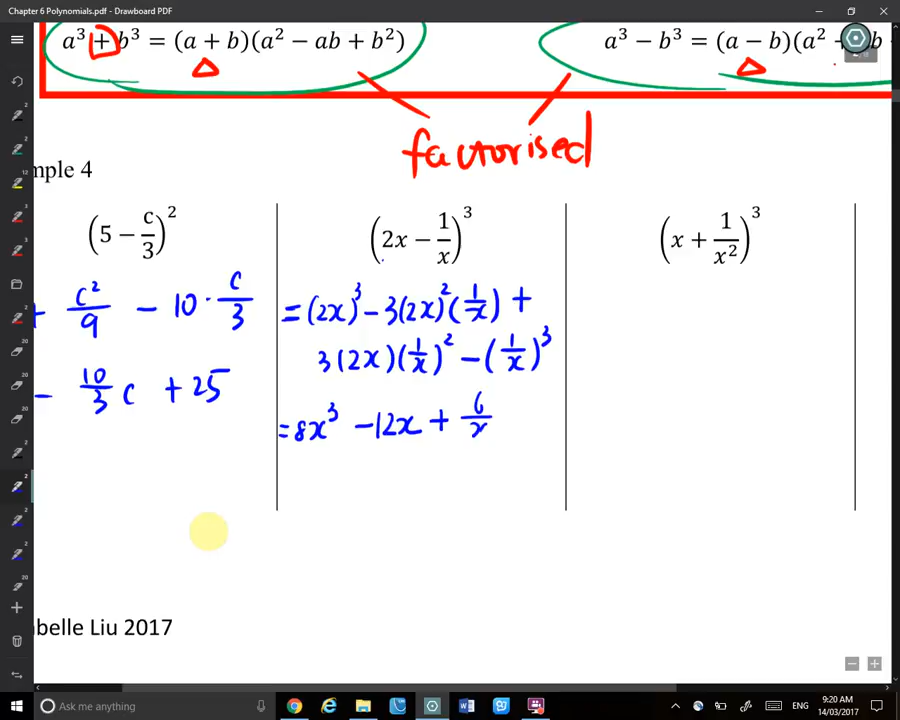 Chapter 6 Polynomials.pdf - Drawboard PDF
a³ + b³ = (a + b)(a² − ab + b²)
a³ − b³ = (a − b)(a² + b
factorised
mple 4
(5 − c/3)²
(2x − 1/x)³
(x + 1/x²)³
+ c²/9 − 10 · c/3
− 10/3 c + 25
= (2x)³ − 3(2x)²(1/x) +
3(2x)(1/x)² − (1/x)³
= 8x³ − 12x + 6/x
belle Liu 2017
Ask me anything
ENG
9:20 AM
14/03/2017